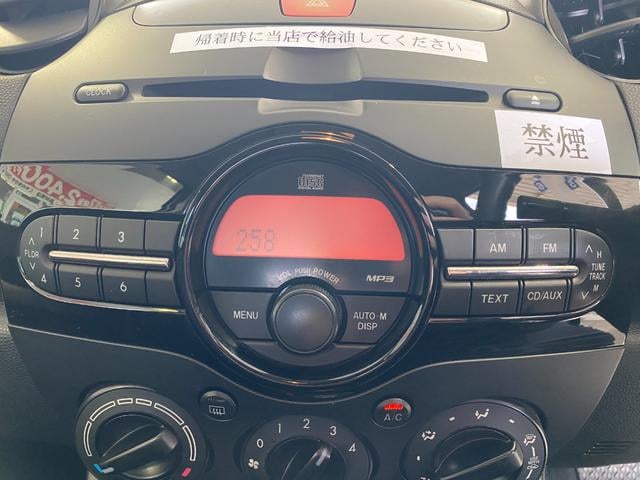 帰着時に当店で給油してください
CLOCK
禁煙
disc
258
VOL PUSH POWER
MP3
1 2 3
FLDR
4 5 6
MENU
AUTO-M
DISP
AM FM
TEXT CD/AUX
H
TUNE
TRACK
M
A/C
0 1 2 3 4